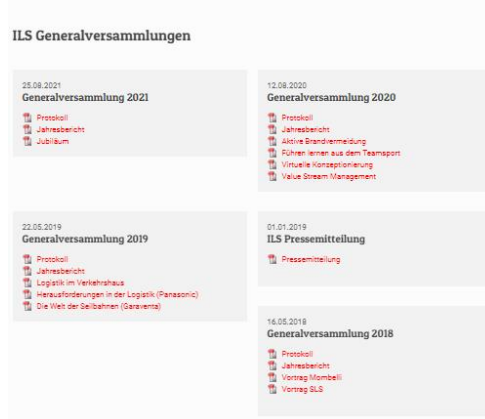 ILS Generalversammlungen
25.08.2021
Generalversammlung 2021
Protokoll
Jahresbericht
Jubiläum
12.08.2020
Generalversammlung 2020
Protokoll
Jahresbericht
Aktive Brandvermeidung
Führen lernen aus dem Teamsport
Virtuelle Konzeptionierung
Value Stream Management
22.05.2019
Generalversammlung 2019
Protokoll
Jahresbericht
Logistik im Verkehrshaus
Herausforderungen in der Logistik (Panasonic)
Die Welt der Seilbahnen (Garaventa)
01.01.2019
ILS Pressemitteilung
Pressemitteilung
16.05.2018
Generalversammlung 2018
Protokoll
Jahresbericht
Vortrag Mombelli
Vortrag SLS